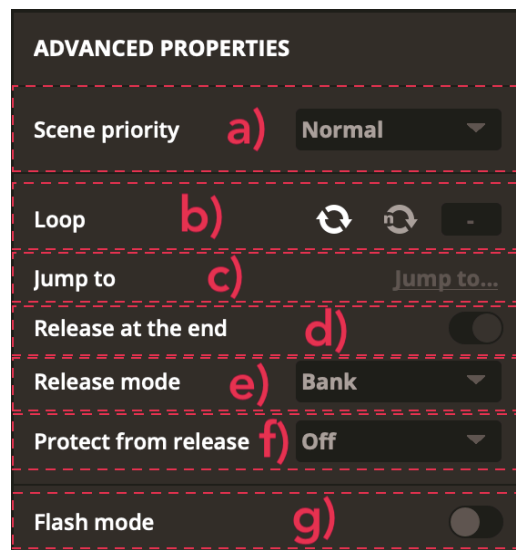 ADVANCED PROPERTIES
Scene priority a) Normal
Loop b) n -
Jump to c) Jump to...
Release at the end d)
Release mode e) Bank
Protect from release f) Off
Flash mode g)